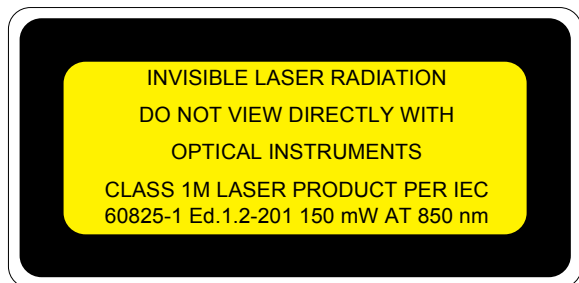 INVISIBLE LASER RADIATION
DO NOT VIEW DIRECTLY WITH
OPTICAL INSTRUMENTS
CLASS 1M LASER PRODUCT PER IEC
60825-1 Ed.1.2-201 150 mW AT 850 nm